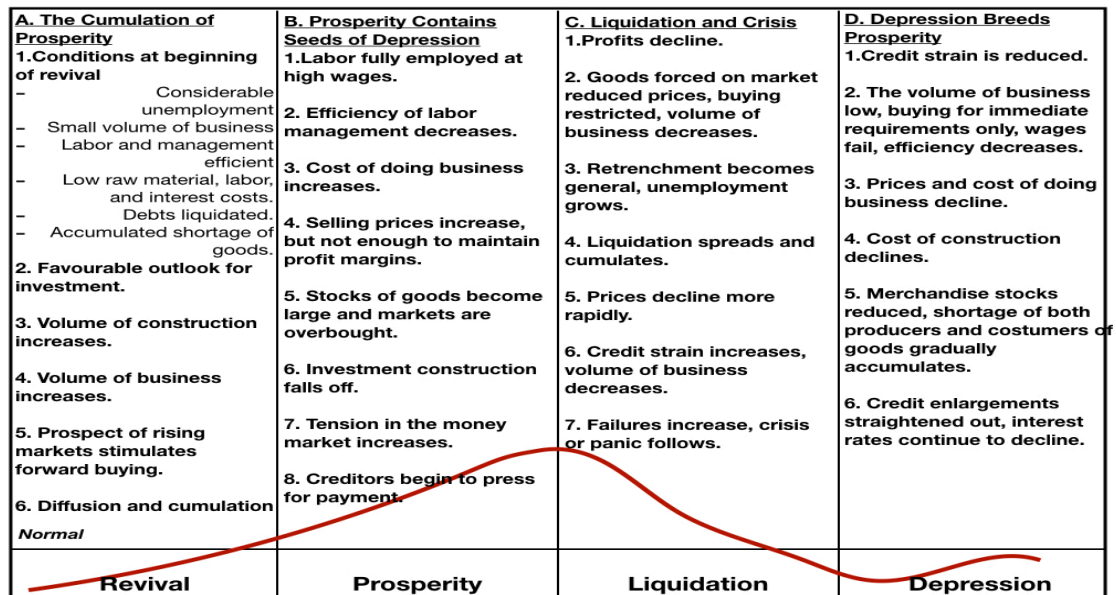 A. The Cumulation of
Prosperity
1.Conditions at beginning
of revival
– Considerable
unemployment
– Small volume of business
– Labor and management
efficient
– Low raw material, labor,
and interest costs.
– Debts liquidated.
– Accumulated shortage of
goods.
2. Favourable outlook for
investment.
3. Volume of construction
increases.
4. Volume of business
increases.
5. Prospect of rising
markets stimulates
forward buying.
6. Diffusion and cumulation
Normal
B. Prosperity Contains
Seeds of Depression
1.Labor fully employed at
high wages.
2. Efficiency of labor
management decreases.
3. Cost of doing business
increases.
4. Selling prices increase,
but not enough to maintain
profit margins.
5. Stocks of goods become
large and markets are
overbought.
6. Investment construction
falls off.
7. Tension in the money
market increases.
8. Creditors begin to press
for payment.
C. Liquidation and Crisis
1.Profits decline.
2. Goods forced on market
reduced prices, buying
restricted, volume of
business decreases.
3. Retrenchment becomes
general, unemployment
grows.
4. Liquidation spreads and
cumulates.
5. Prices decline more
rapidly.
6. Credit strain increases,
volume of business
decreases.
7. Failures increase, crisis
or panic follows.
D. Depression Breeds
Prosperity
1.Credit strain is reduced.
2. The volume of business
low, buying for immediate
requirements only, wages
fail, efficiency decreases.
3. Prices and cost of doing
business decline.
4. Cost of construction
declines.
5. Merchandise stocks
reduced, shortage of both
producers and costumers of
goods gradually
accumulates.
6. Credit enlargements
straightened out, interest
rates continue to decline.
Revival
Prosperity
Liquidation
Depression